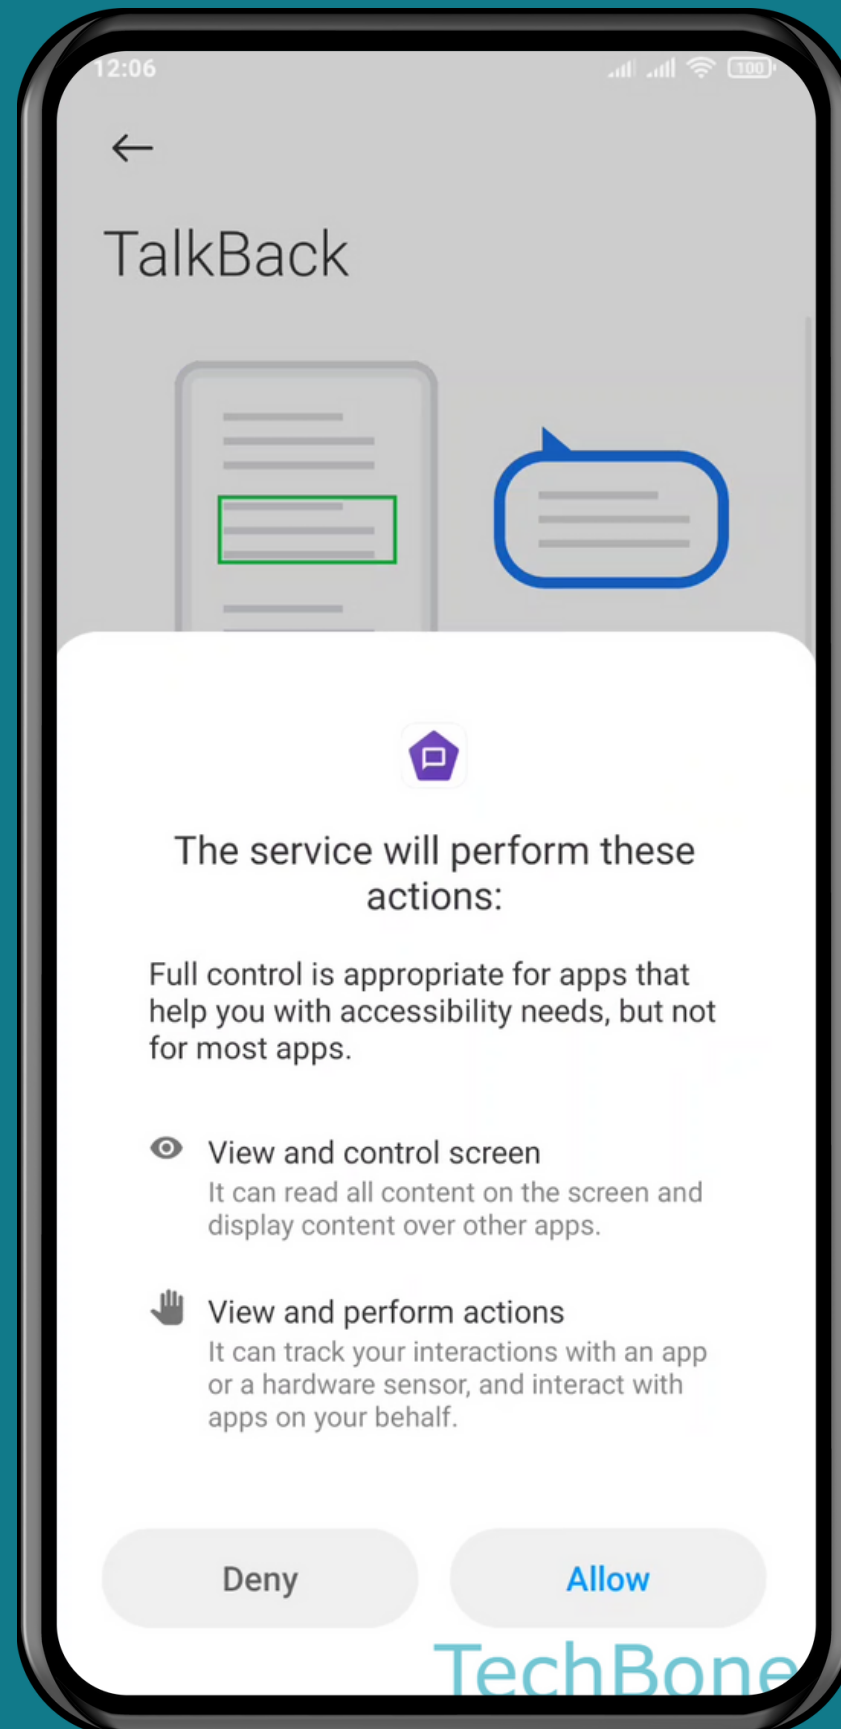 12:06
100
TalkBack
The service will perform these
actions:
Full control is appropriate for apps that
help you with accessibility needs, but not
for most apps.
View and control screen
It can read all content on the screen and
display content over other apps.
View and perform actions
It can track your interactions with an app
or a hardware sensor, and interact with
apps on your behalf.
Deny
Allow
TechBone